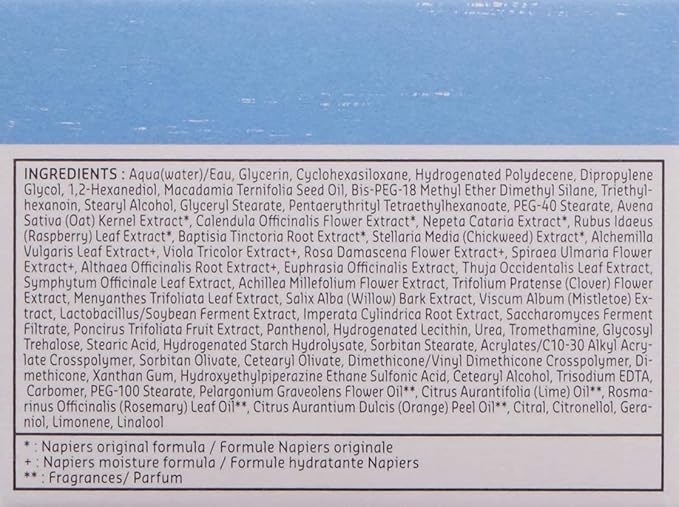 INGREDIENTS : Aqua(water)/Eau, Glycerin, Cyclohexasiloxane, Hydrogenated Polydecene, Dipropylene
Glycol, 1,2-Hexanediol, Macadamia Ternifolia Seed Oil, Bis-PEG-18 Methyl Ether Dimethyl Silane, Triethyl-
hexanoin, Stearyl Alcohol, Glyceryl Stearate, Pentaerythrityl Tetraethylhexanoate, PEG-40 Stearate, Avena
Sativa (Oat) Kernel Extract*, Calendula Officinalis Flower Extract*, Nepeta Cataria Extract*, Rubus Idaeus
(Raspberry) Leaf Extract*, Baptisia Tinctoria Root Extract*, Stellaria Media (Chickweed) Extract*, Alchemilla
Vulgaris Leaf Extract+, Viola Tricolor Extract+, Rosa Damascena Flower Extract+, Spiraea Ulmaria Flower
Extract+, Althaea Officinalis Root Extract+, Euphrasia Officinalis Extract, Thuja Occidentalis Leaf Extract,
Symphytum Officinale Leaf Extract, Achillea Millefolium Flower Extract, Trifolium Pratense (Clover) Flower
Extract, Menyanthes Trifoliata Leaf Extract, Salix Alba (Willow) Bark Extract, Viscum Album (Mistletoe) Ex-
tract, Lactobacillus/Soybean Ferment Extract, Imperata Cylindrica Root Extract, Saccharomyces Ferment
Filtrate, Poncirus Trifoliata Fruit Extract, Panthenol, Hydrogenated Lecithin, Urea, Tromethamine, Glycosyl
Trehalose, Stearic Acid, Hydrogenated Starch Hydrolysate, Sorbitan Stearate, Acrylates/C10-30 Alkyl Acry-
late Crosspolymer, Sorbitan Olivate, Cetearyl Olivate, Dimethicone/Vinyl Dimethicone Crosspolymer, Di-
methicone, Xanthan Gum, Hydroxyethylpiperazine Ethane Sulfonic Acid, Cetearyl Alcohol, Trisodium EDTA,
Carbomer, PEG-100 Stearate, Pelargonium Graveolens Flower Oil**, Citrus Aurantifolia (Lime) Oil**, Rosma-
rinus Officinalis (Rosemary) Leaf Oil**, Citrus Aurantium Dulcis (Orange) Peel Oil**, Citral, Citronellol, Gera-
niol, Limonene, Linalool
* : Napiers original formula / Formule Napiers originale
+ : Napiers moisture formula / Formule hydratante Napiers
** : Fragrances/ Parfum